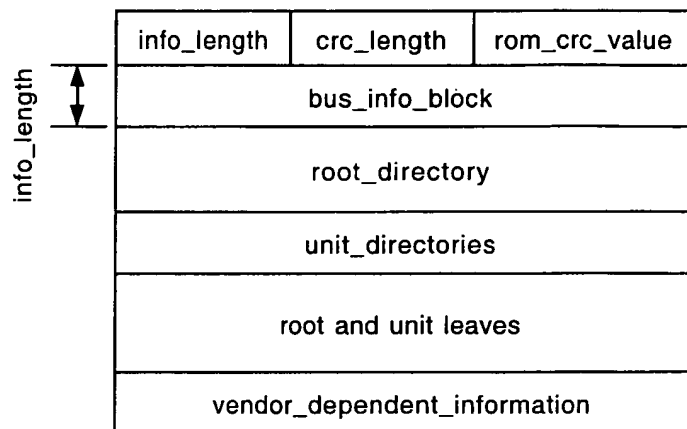 info_length crc_length rom_crc_value
info_length
bus_info_block
root_directory
unit_directories
root and unit leaves
vendor_dependent_information